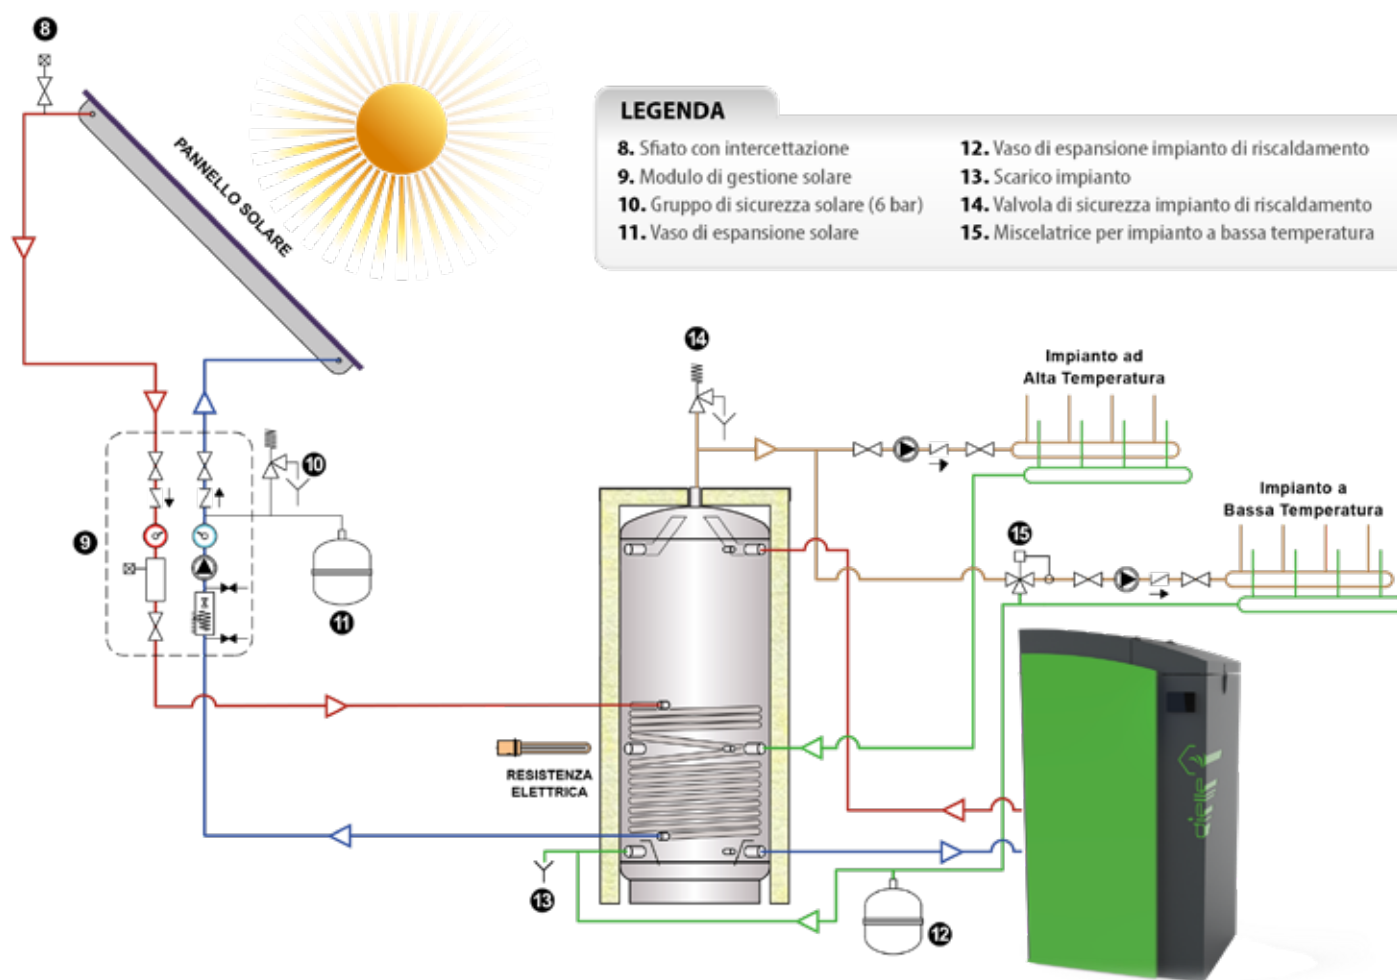 8
PANNELLO SOLARE
LEGENDA
8. Sfiato con intercettazione
9. Modulo di gestione solare
10. Gruppo di sicurezza solare (6 bar)
11. Vaso di espansione solare
12. Vaso di espansione impianto di riscaldamento
13. Scarico impianto
14. Valvola di sicurezza impianto di riscaldamento
15. Miscelatrice per impianto a bassa temperatura
14
Impianto ad
Alta Temperatura
10
Impianto a
Bassa Temperatura
9
15
11
RESISTENZA
ELETTRICA
dielle
13
12